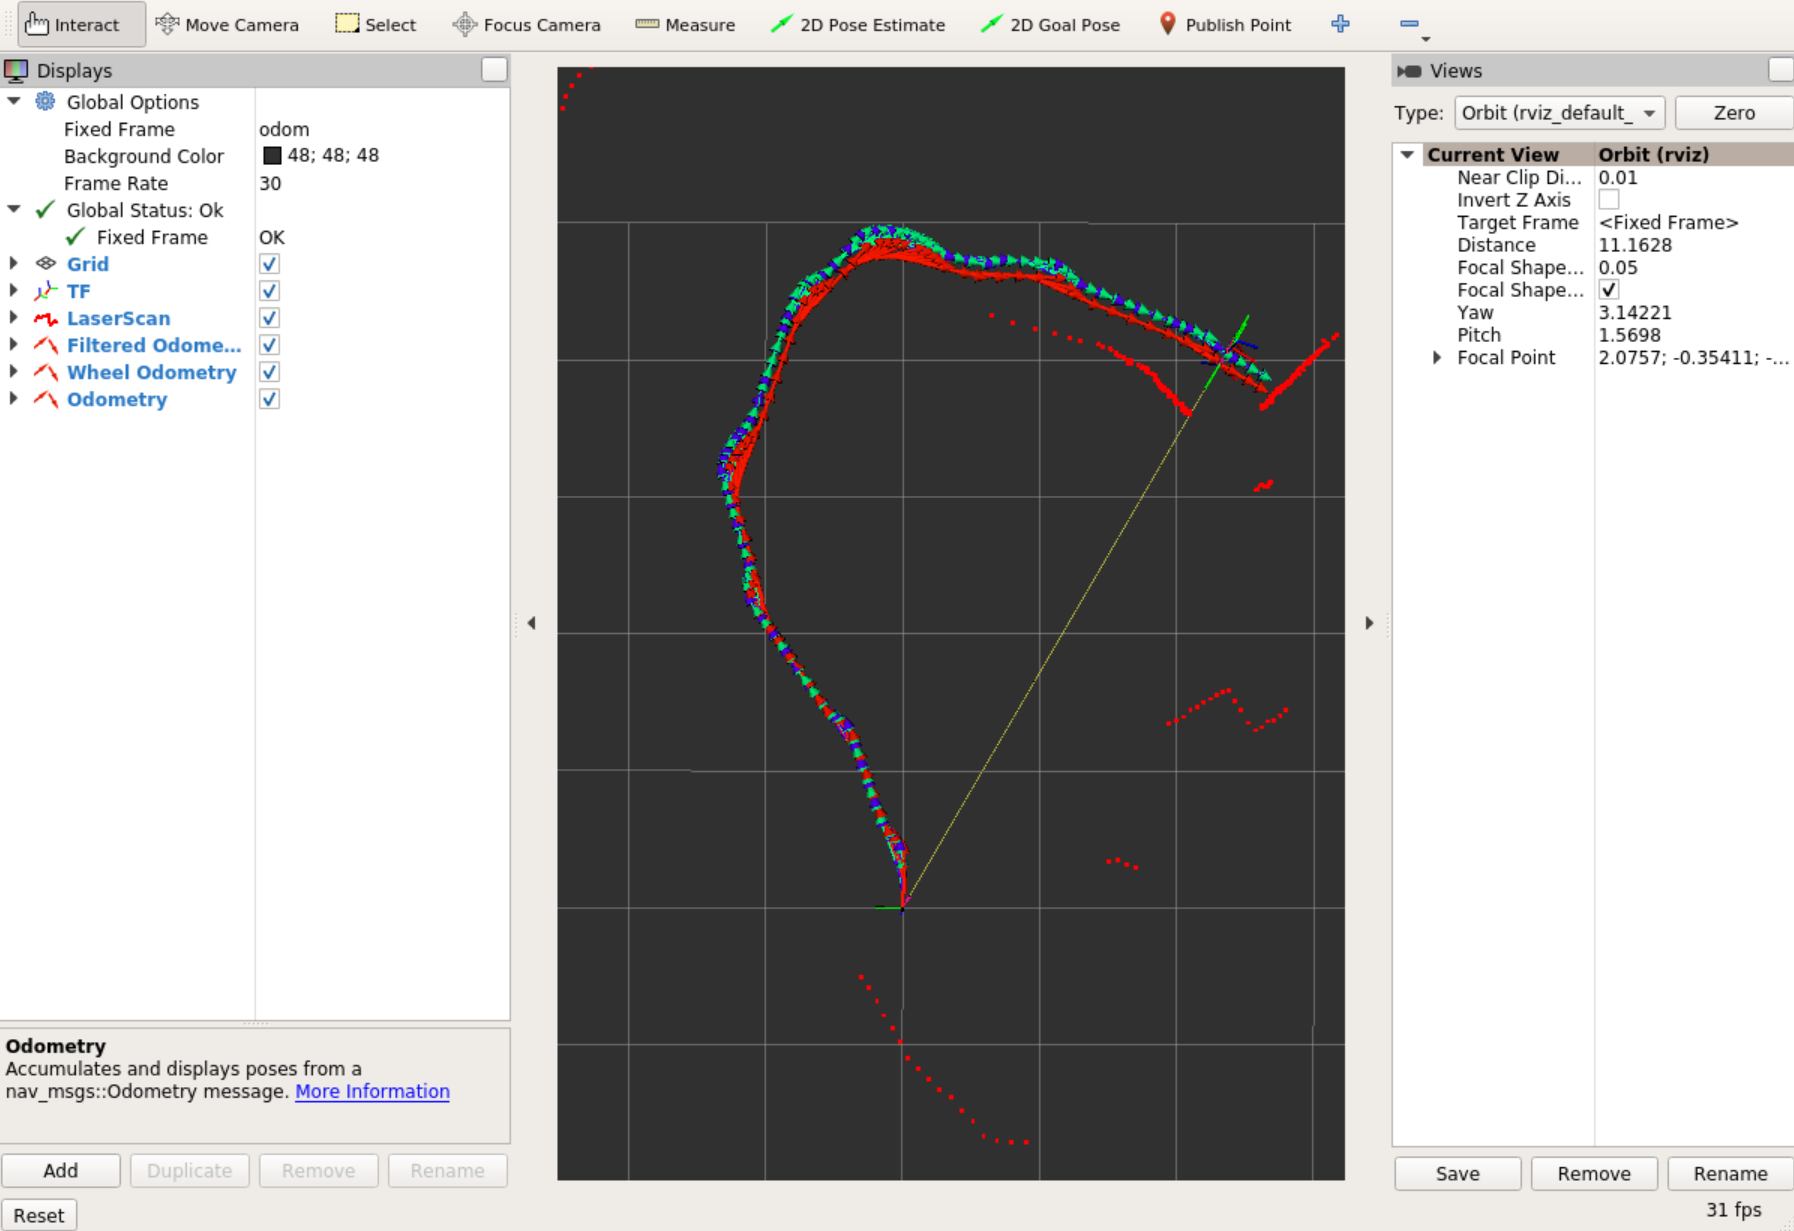 Interact Move Camera Select Focus Camera Measure 2D Pose Estimate 2D Goal Pose Publish Point
Displays
Global Options
Fixed Frame odom
Background Color 48; 48; 48
Frame Rate 30
Global Status: Ok
Fixed Frame OK
Grid
TF
LaserScan
Filtered Odome...
Wheel Odometry
Odometry
Odometry
Accumulates and displays poses from a
nav_msgs::Odometry message. More Information
Add Duplicate Remove Rename
Reset
Views
Type: Orbit (rviz_default_ Zero
Current View Orbit (rviz)
Near Clip Di... 0.01
Invert Z Axis
Target Frame <Fixed Frame>
Distance 11.1628
Focal Shape... 0.05
Focal Shape...
Yaw 3.14221
Pitch 1.5698
Focal Point 2.0757; -0.35411; -...
Save Remove Rename
31 fps